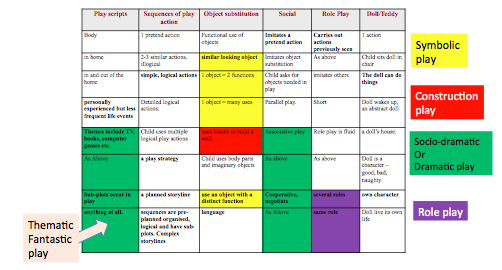 Play scripts Sequences of play action Object substitution Social Role Play Doll/Teddy
Body 1 pretend action Functional use of objects Imitates a pretend action Carries out actions previously seen 1 action
in home 2-3 similar actions. illogical similar looking object Imitates object substitution As above Child sits doll in chair
in and out of the home simple, logical actions 1 object = 2 functions Child asks for objects needed in play imitates others The doll can do things
personally experienced but less frequent life events Detailed logical actions. 1 object = many uses Parallel play. Short Doll wakes up, an abstract doll
Themes include TV, books, computer games etc. Child uses multiple logical play actions uses blocks to build a wall. Associative play Role play is fluid a doll's house.
As Above a play strategy Child uses body parts and imaginary objects As above As above Doll is a character – good, bad, naughty
Sub-plots occur in play a planned storyline use an object with a distinct function Cooperative, negotiate several roles own character
anything at all. sequences are pre-planned organised, logical and have sub-plots. Complex storylines language As Above same role Doll live its own life
Symbolic play
Construction play
Socio-dramatic
Or
Dramatic play
Role play
Thematic
Fantastic
play